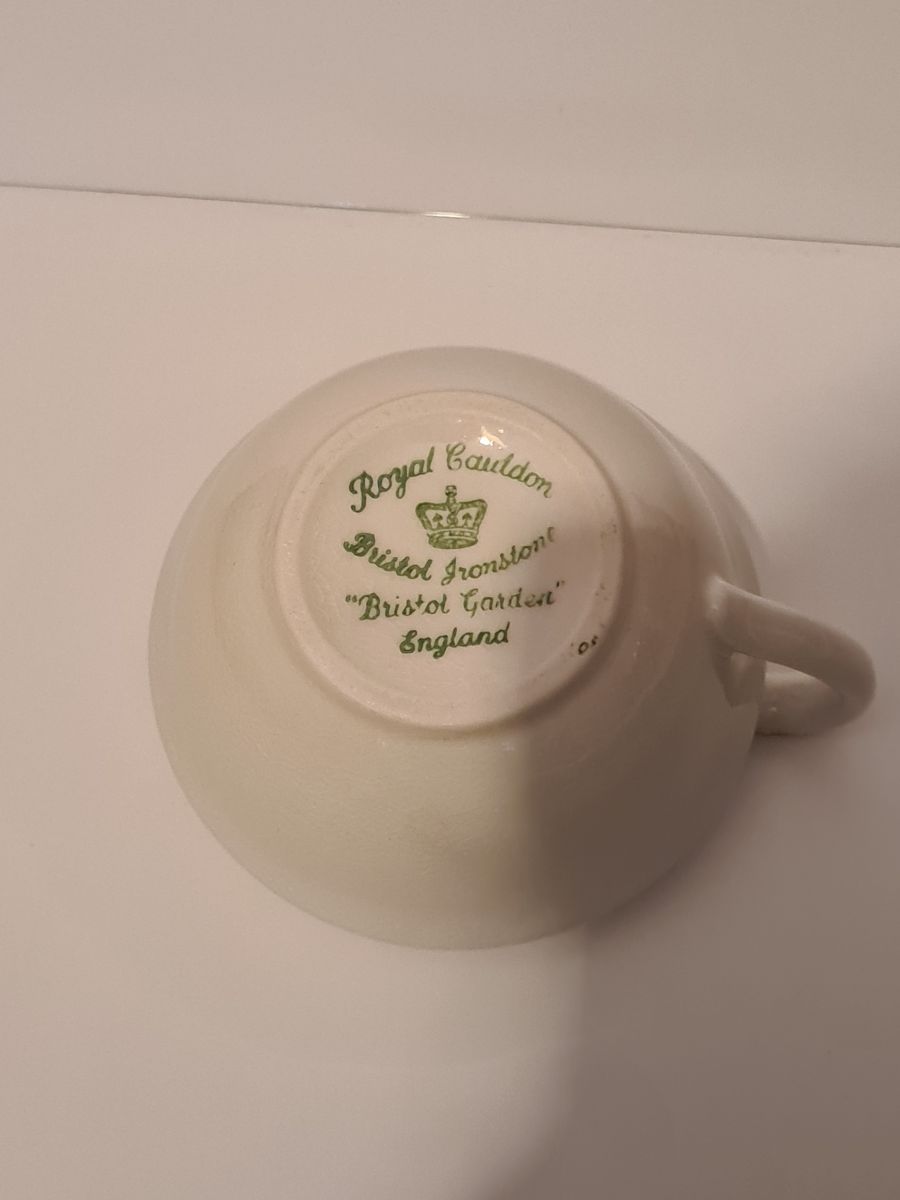 Royal Cauldon
Bristol Ironstone
"Bristol Garden"
England